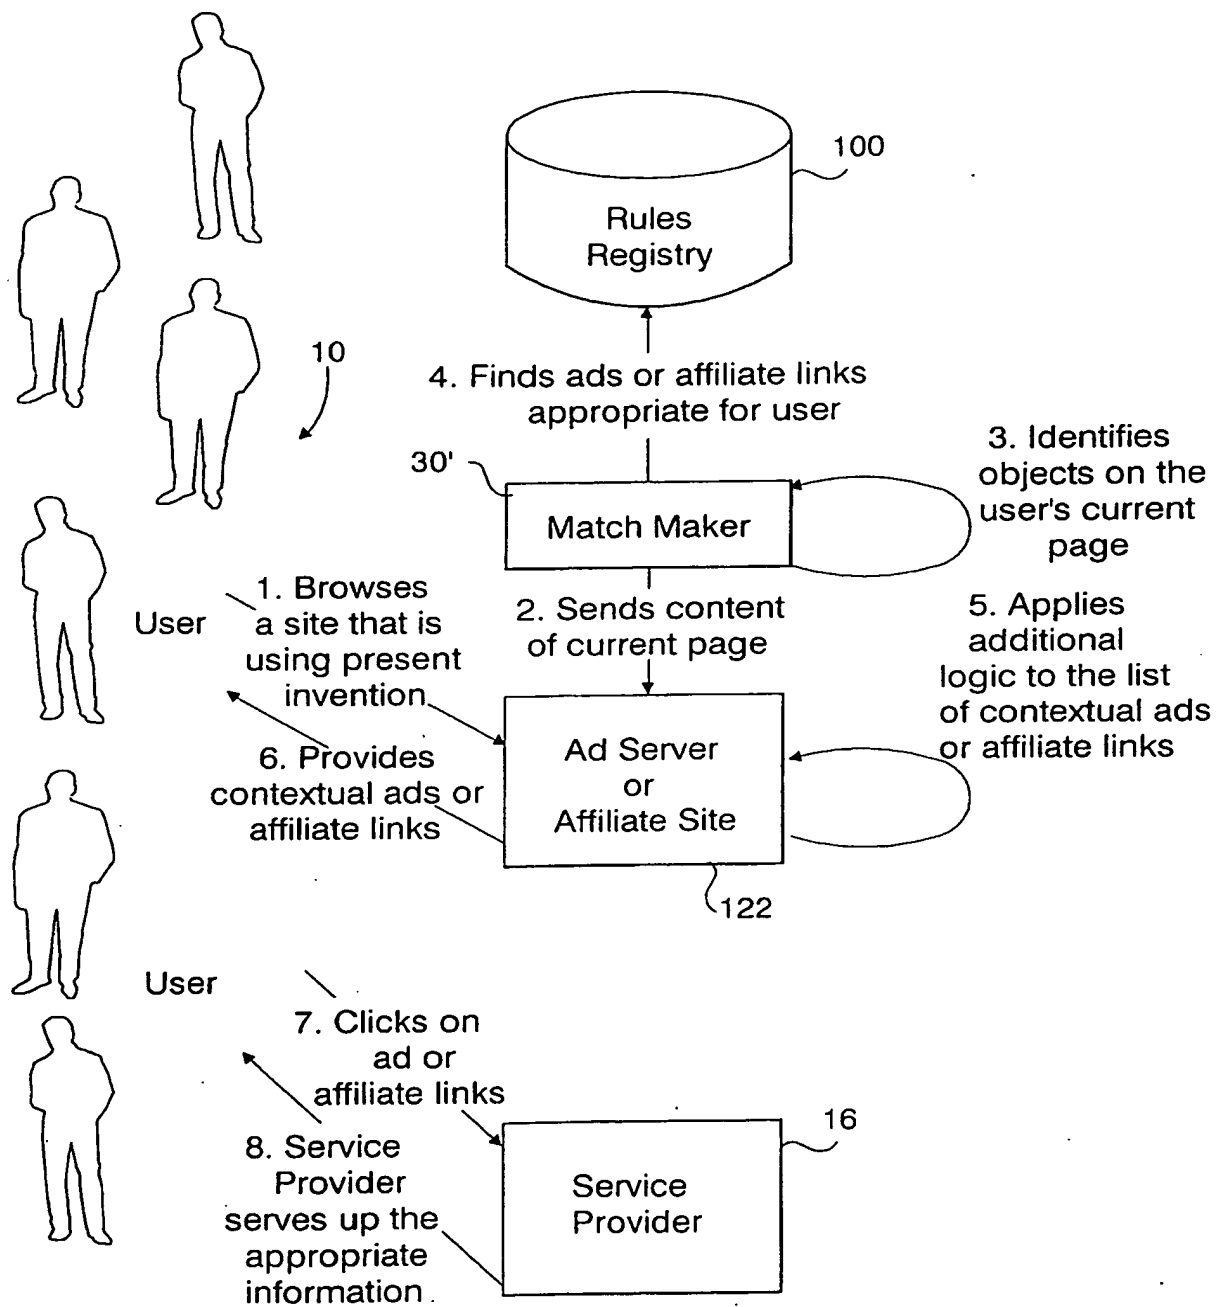 100
Rules
Registry
10
4. Finds ads or affiliate links
appropriate for user
30'
Match Maker
3. Identifies
objects on the
user's current
page
1. Browses
a site that is
using present
invention
User
2. Sends content
of current page
5. Applies
additional
logic to the list
of contextual ads
or affiliate links
6. Provides
contextual ads or
affiliate links
Ad Server
or
Affiliate Site
122
User
7. Clicks on
ad or
affiliate links
16
8. Service
Provider
serves up the
appropriate
information
Service
Provider